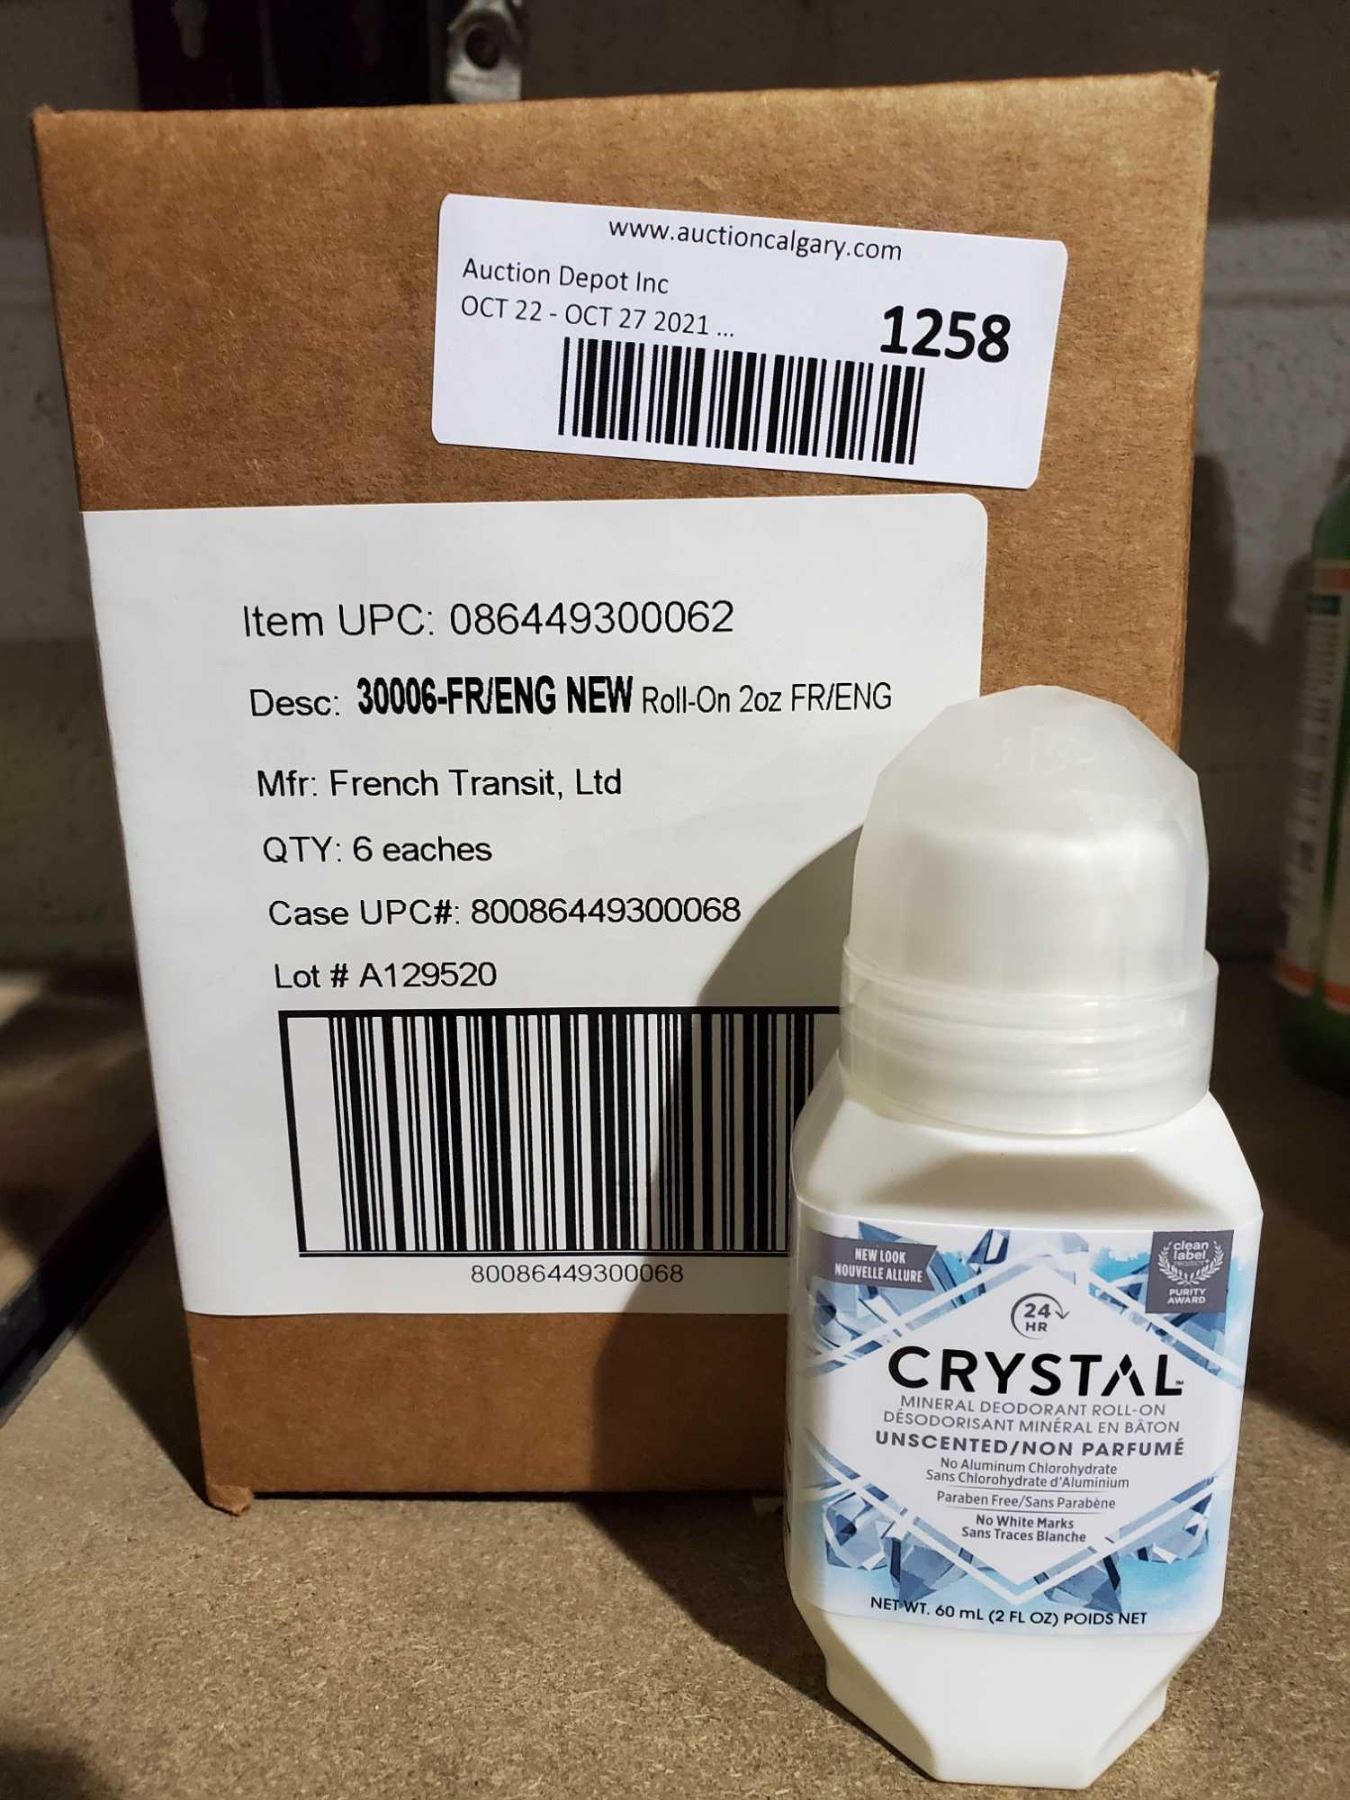 www.auctioncalgary.com
Auction Depot Inc
OCT 22 - OCT 27 2021 ...
1258
Item UPC: 086449300062
Desc: 30006-FR/ENG NEW Roll-On 2oz FR/ENG
Mfr: French Transit, Ltd
QTY: 6 eaches
Case UPC#: 80086449300068
Lot # A129520
80086449300068
NEW LOOK
NOUVELLE ALLURE
clean
label
PROJECT
PURITY
AWARD
24
HR
CRYSTAL™
MINERAL DEODORANT ROLL-ON
DÉSODORISANT MINÉRAL EN BÂTON
UNSCENTED/NON PARFUMÉ
No Aluminum Chlorohydrate
Sans Chlorohydrate d'Aluminium
Paraben Free/Sans Parabène
No White Marks
Sans Traces Blanche
NET WT. 60 mL (2 FL OZ) POIDS NET